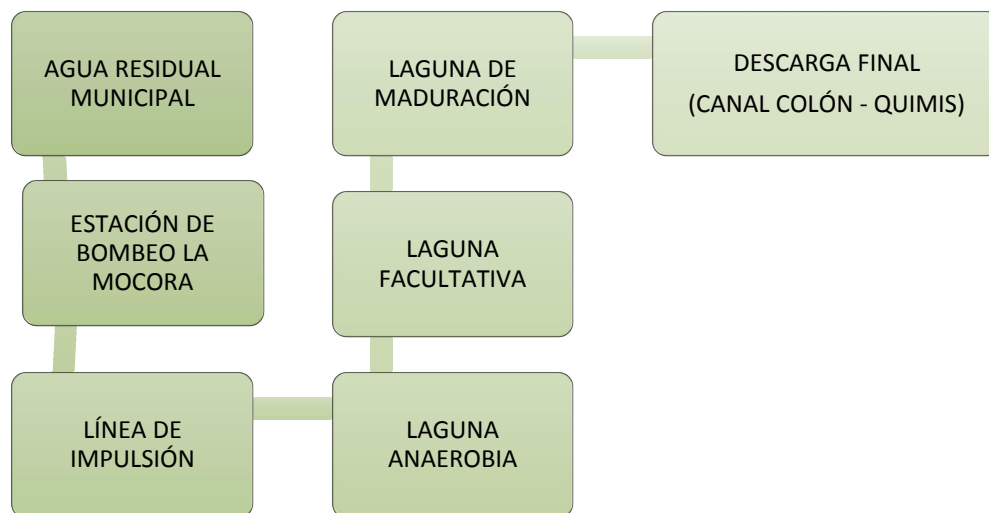 AGUA RESIDUAL
MUNICIPAL
ESTACIÓN DE
BOMBEO LA
MOCORA
LÍNEA DE
IMPULSIÓN
LAGUNA
ANAEROBIA
LAGUNA
FACULTATIVA
LAGUNA DE
MADURACIÓN
DESCARGA FINAL
(CANAL COLÓN - QUIMIS)